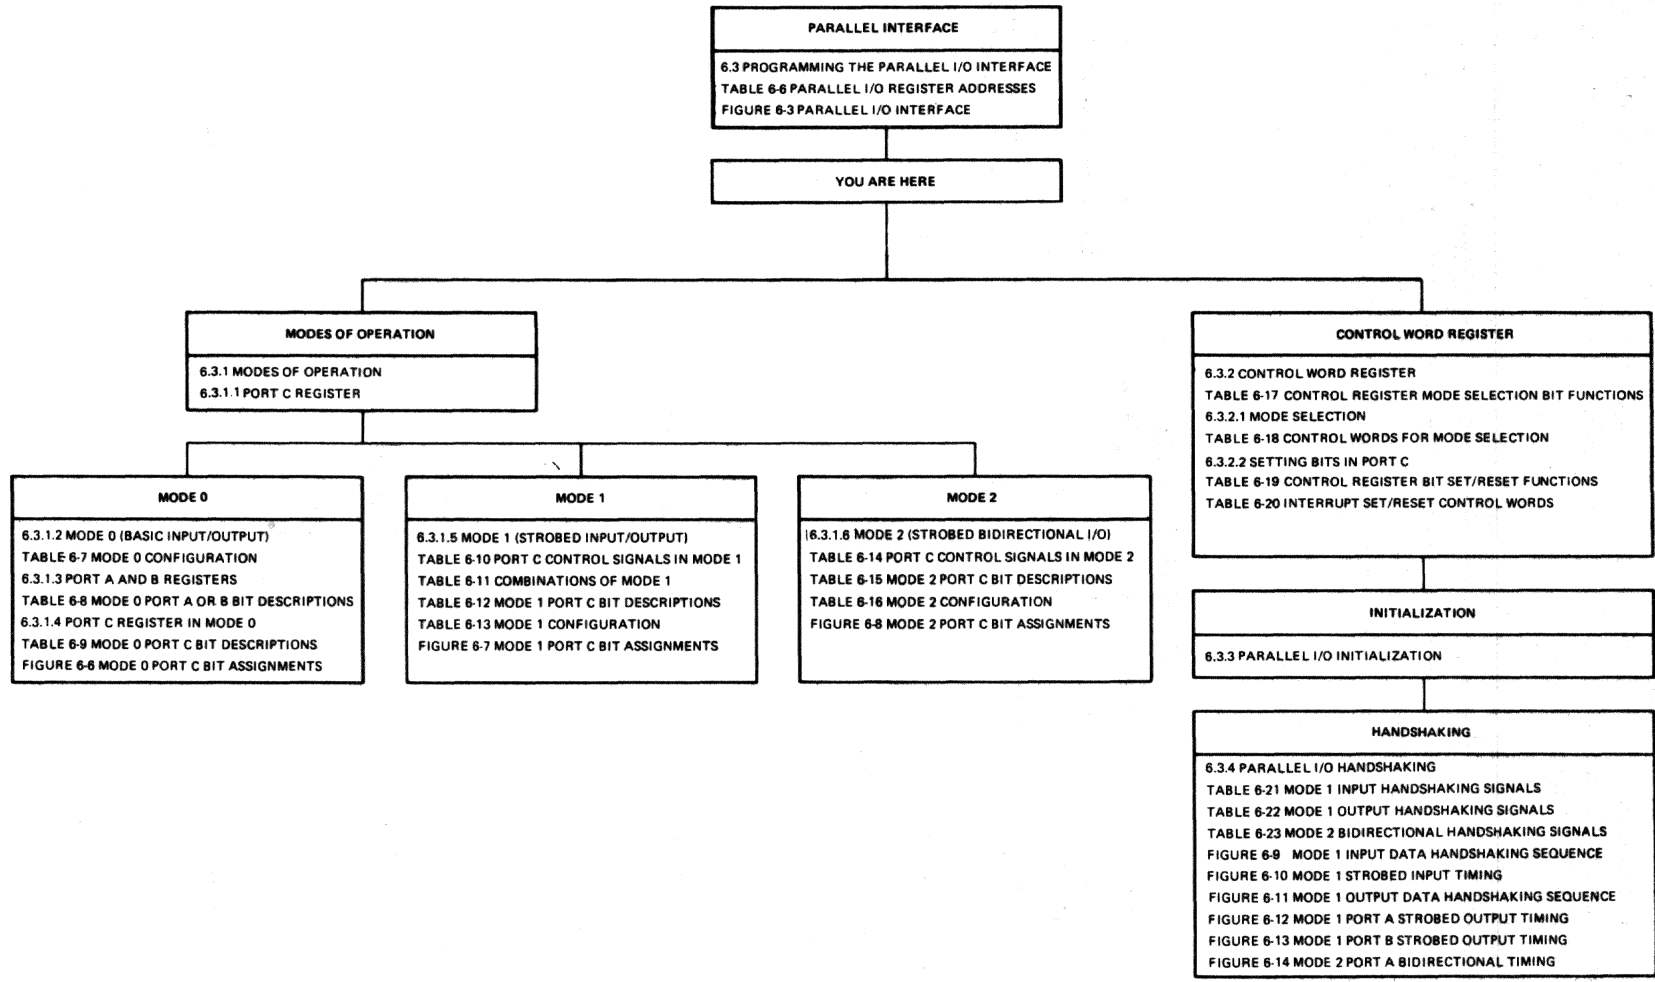 PARALLEL INTERFACE
6.3 PROGRAMMING THE PARALLEL I/O INTERFACE
TABLE 6-6 PARALLEL I/O REGISTER ADDRESSES
FIGURE 6-3 PARALLEL I/O INTERFACE
YOU ARE HERE
MODES OF OPERATION
6.3.1 MODES OF OPERATION
6.3.1.1 PORT C REGISTER
MODE 0
6.3.1.2 MODE 0 (BASIC INPUT/OUTPUT)
TABLE 6-7 MODE 0 CONFIGURATION
6.3.1.3 PORT A AND B REGISTERS
TABLE 6-8 MODE 0 PORT A OR B BIT DESCRIPTIONS
6.3.1.4 PORT C REGISTER IN MODE 0
TABLE 6-9 MODE 0 PORT C BIT DESCRIPTIONS
FIGURE 6-6 MODE 0 PORT C BIT ASSIGNMENTS
MODE 1
6.3.1.5 MODE 1 (STROBED INPUT/OUTPUT)
TABLE 6-10 PORT C CONTROL SIGNALS IN MODE 1
TABLE 6-11 COMBINATIONS OF MODE 1
TABLE 6-12 MODE 1 PORT C BIT DESCRIPTIONS
TABLE 6-13 MODE 1 CONFIGURATION
FIGURE 6-7 MODE 1 PORT C BIT ASSIGNMENTS
MODE 2
6.3.1.6 MODE 2 (STROBED BIDIRECTIONAL I/O)
TABLE 6-14 PORT C CONTROL SIGNALS IN MODE 2
TABLE 6-15 MODE 2 PORT C BIT DESCRIPTIONS
TABLE 6-16 MODE 2 CONFIGURATION
FIGURE 6-8 MODE 2 PORT C BIT ASSIGNMENTS
CONTROL WORD REGISTER
6.3.2 CONTROL WORD REGISTER
TABLE 6-17 CONTROL REGISTER MODE SELECTION BIT FUNCTIONS
6.3.2.1 MODE SELECTION
TABLE 6-18 CONTROL WORDS FOR MODE SELECTION
6.3.2.2 SETTING BITS IN PORT C
TABLE 6-19 CONTROL REGISTER BIT SET/RESET FUNCTIONS
TABLE 6-20 INTERRUPT SET/RESET CONTROL WORDS
INITIALIZATION
6.3.3 PARALLEL I/O INITIALIZATION
HANDSHAKING
6.3.4 PARALLEL I/O HANDSHAKING
TABLE 6-21 MODE 1 INPUT HANDSHAKING SIGNALS
TABLE 6-22 MODE 1 OUTPUT HANDSHAKING SIGNALS
TABLE 6-23 MODE 2 BIDIRECTIONAL HANDSHAKING SIGNALS
FIGURE 6-9 MODE 1 INPUT DATA HANDSHAKING SEQUENCE
FIGURE 6-10 MODE 1 STROBED INPUT TIMING
FIGURE 6-11 MODE 1 OUTPUT DATA HANDSHAKING SEQUENCE
FIGURE 6-12 MODE 1 PORT A STROBED OUTPUT TIMING
FIGURE 6-13 MODE 1 PORT B STROBED OUTPUT TIMING
FIGURE 6-14 MODE 2 PORT A BIDIRECTIONAL TIMING